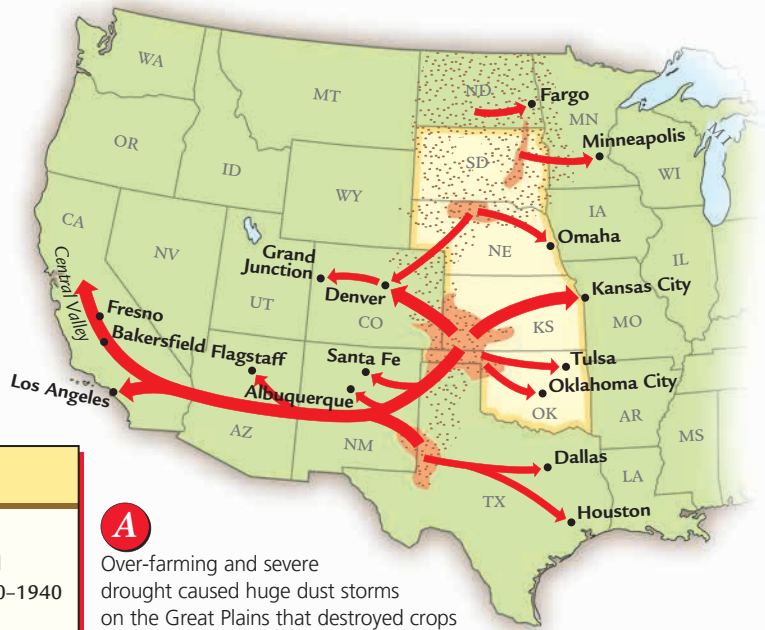 WA
MT
ND
Fargo
MN
Minneapolis
MI
OR
ID
SD
WI
WY
CA
NV
IA
Omaha
NE
IL
Grand
Junction
Denver
UT
CO
Kansas City
KS
MO
Central Valley
Fresno
Bakersfield
Flagstaff
Santa Fe
Tulsa
Los Angeles
Albuquerque
Oklahoma City
OK
AZ
NM
AR
MS
Dallas
TX
LA
Houston
0–1940
A
Over-farming and severe
drought caused huge dust storms
on the Great Plains that destroyed crops